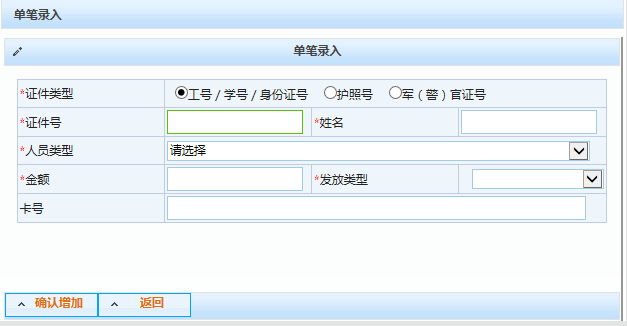 单笔录入
单笔录入
*证件类型 工号 / 学号 / 身份证号 护照号 军（警）官证号
*证件号 *姓名
*人员类型 请选择
*金额 *发放类型
卡号
确认增加 返回